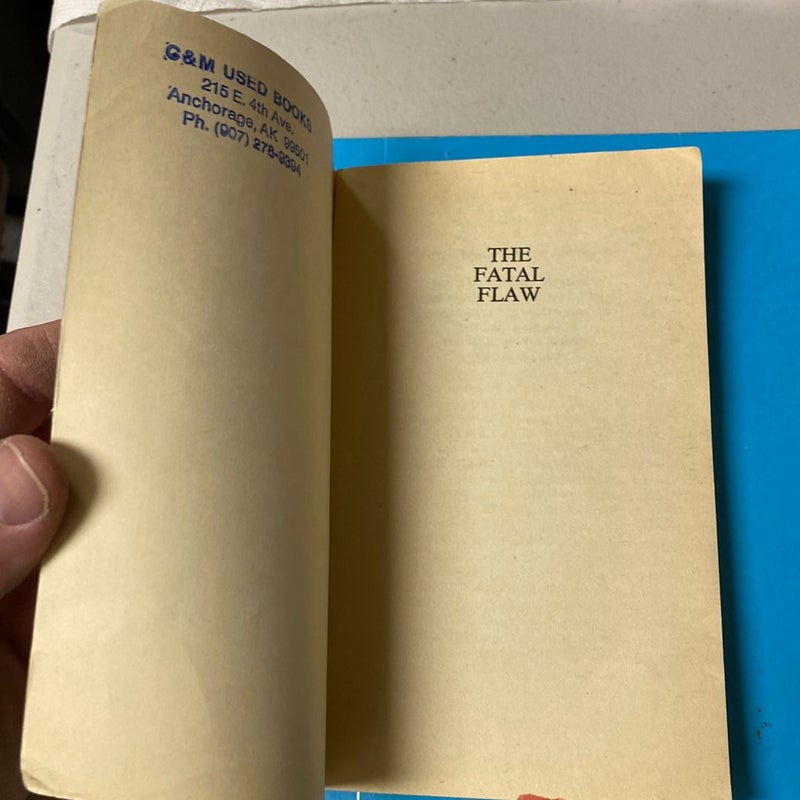 C&M USED BOOKS
215 E. 4th Ave.
Anchorage, AK 99501
Ph. (907) 278-9394
THE
FATAL
FLAW